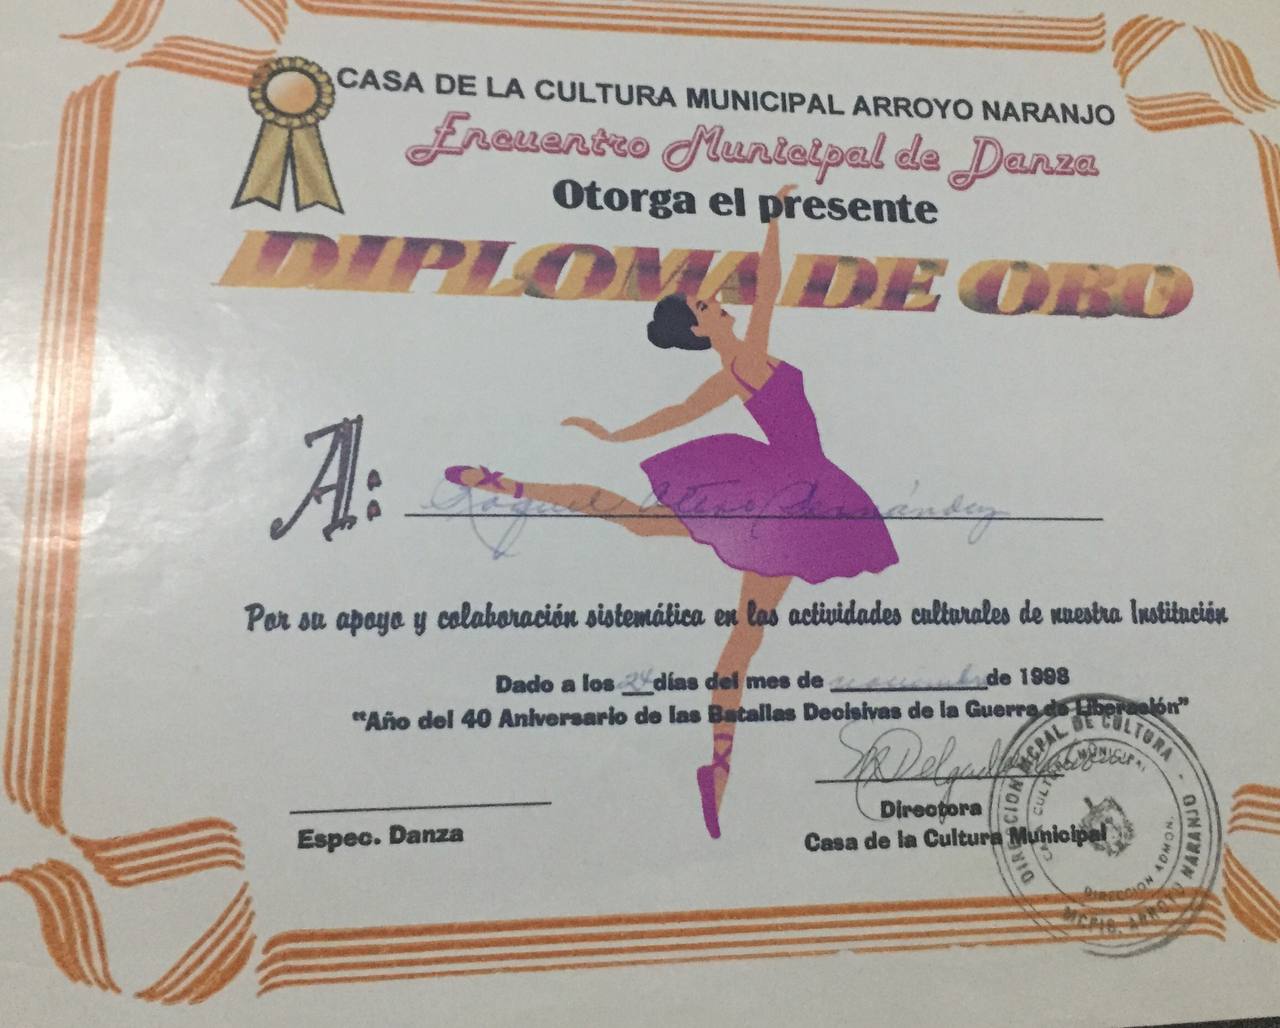 CASA DE LA CULTURA MUNICIPAL ARROYO NARANJO
Encuentro Municipal de Danza
Otorga el presente
DIPLOMA DE ORO
A:
Raquel Otero Hernández
Por su apoyo y colaboración sistemática en las actividades culturales de nuestra Institución
Dado a los 24 días del mes de noviembre de 1998
"Año del 40 Aniversario de las Batallas Decisivas de la Guerra de Liberación"
Delgado
Directora
Espec. Danza
Casa de la Cultura Municipal
DIRECCION MCPAL DE CULTURA - MCPIO. ARROYO NARANJO
CASA CULTURA MUNICIPAL
DIRECCION ADMON.